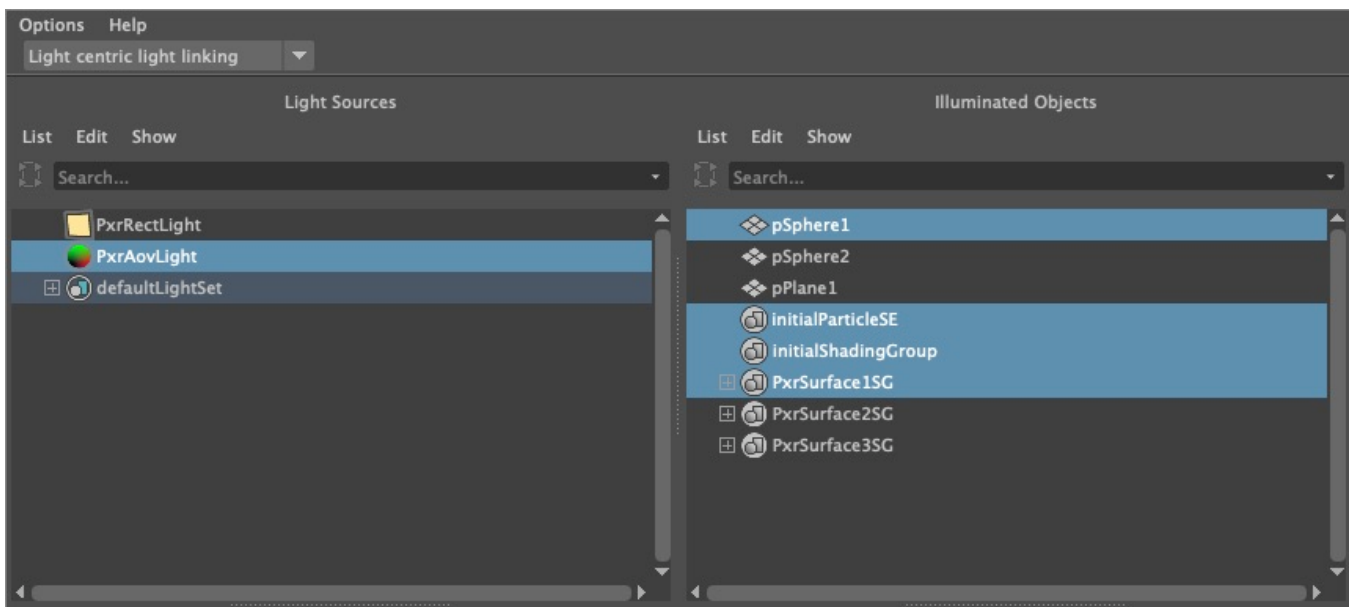 Options Help
Light centric light linking
Light Sources
List Edit Show
Search...
PxrRectLight
PxrAovLight
defaultLightSet
Illuminated Objects
List Edit Show
Search...
pSphere1
pSphere2
pPlane1
initialParticleSE
initialShadingGroup
PxrSurface1SG
PxrSurface2SG
PxrSurface3SG